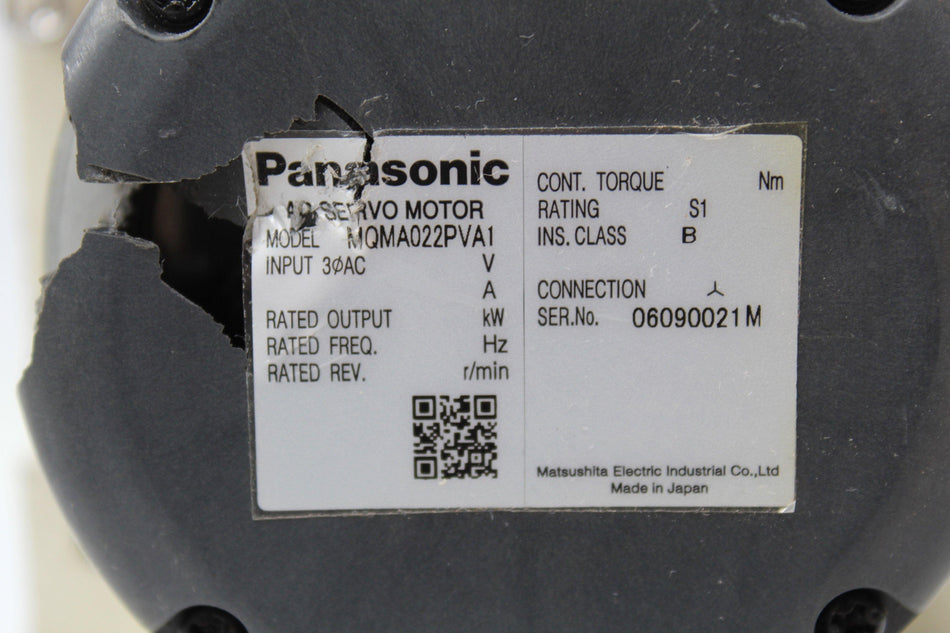 Panasonic
AC SERVO MOTOR
MODEL MQMA022PVA1
INPUT 3øAC V
A
RATED OUTPUT kW
RATED FREQ. Hz
RATED REV. r/min
CONT. TORQUE Nm
RATING S1
INS. CLASS B
CONNECTION 人
SER.No. 06090021M
Matsushita Electric Industrial Co.,Ltd
Made in Japan